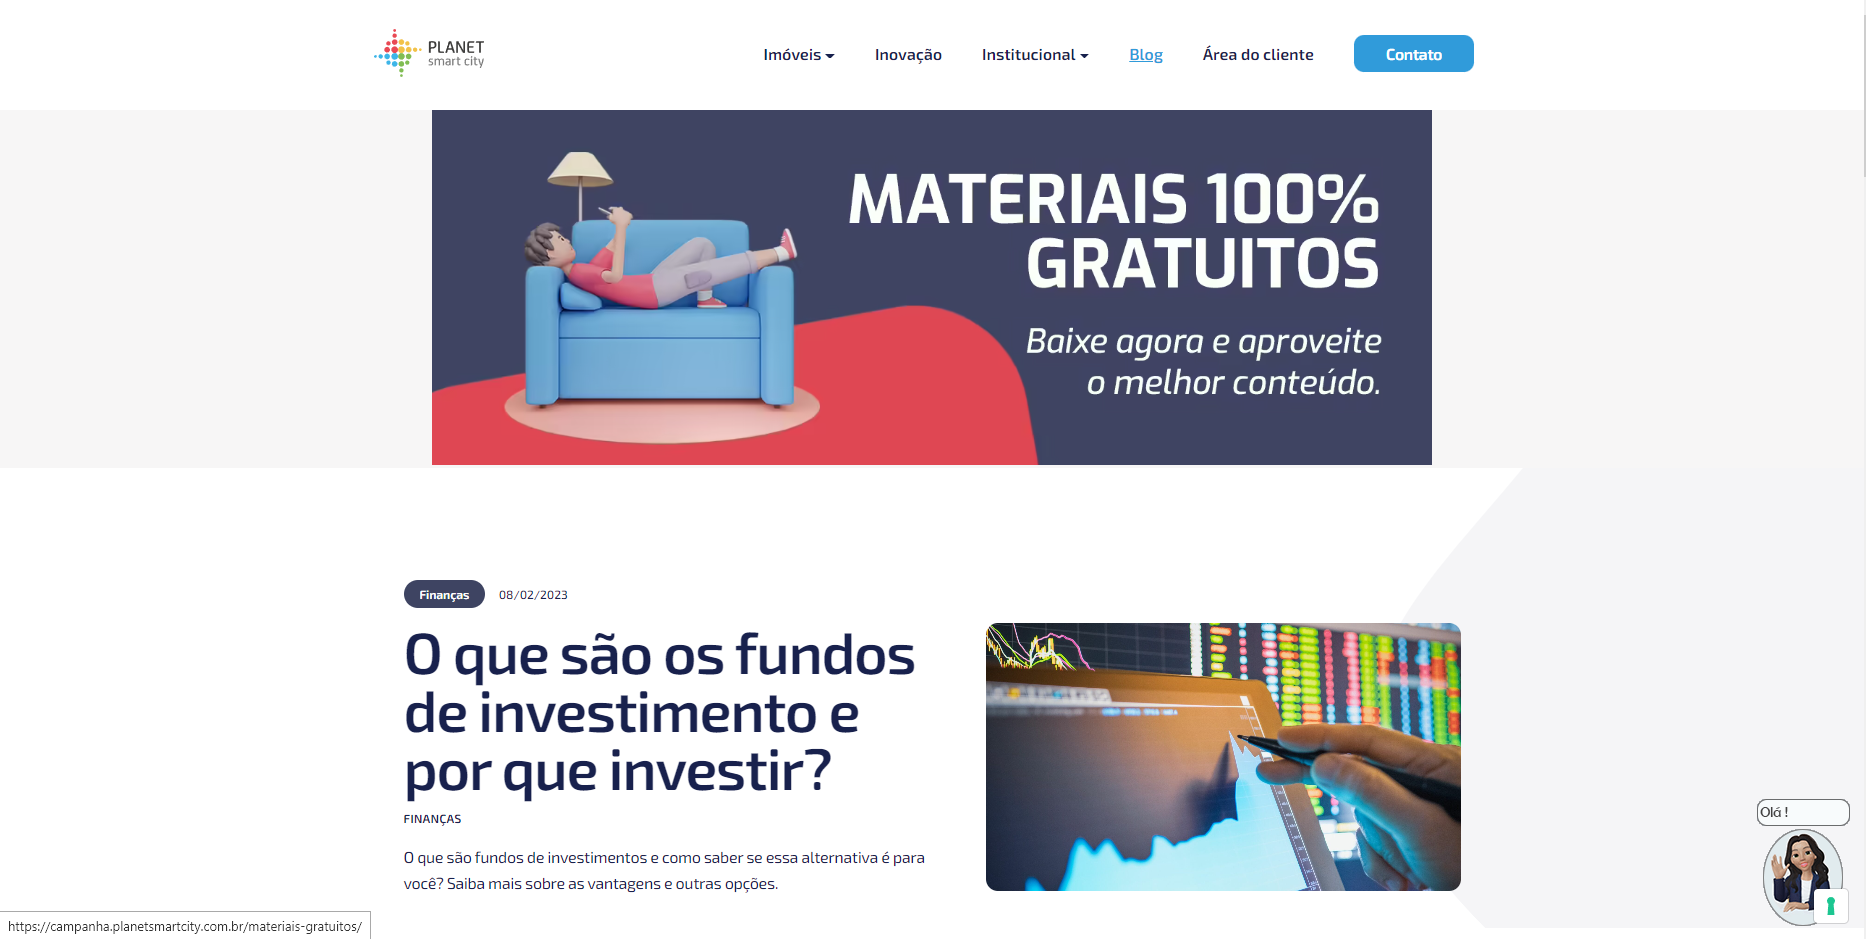 PLANET
smart city
Imóveis
Inovação
Institucional
Blog
Área do cliente
Contato
MATERIAIS 100%
GRATUITOS
Baixe agora e aproveite
o melhor conteúdo.
Finanças
08/02/2023
O que são os fundos
de investimento e
por que investir?
FINANÇAS
O que são fundos de investimentos e como saber se essa alternativa é para
você? Saiba mais sobre as vantagens e outras opções.
Olá !
https://campanha.planetsmartcity.com.br/materiais-gratuitos/